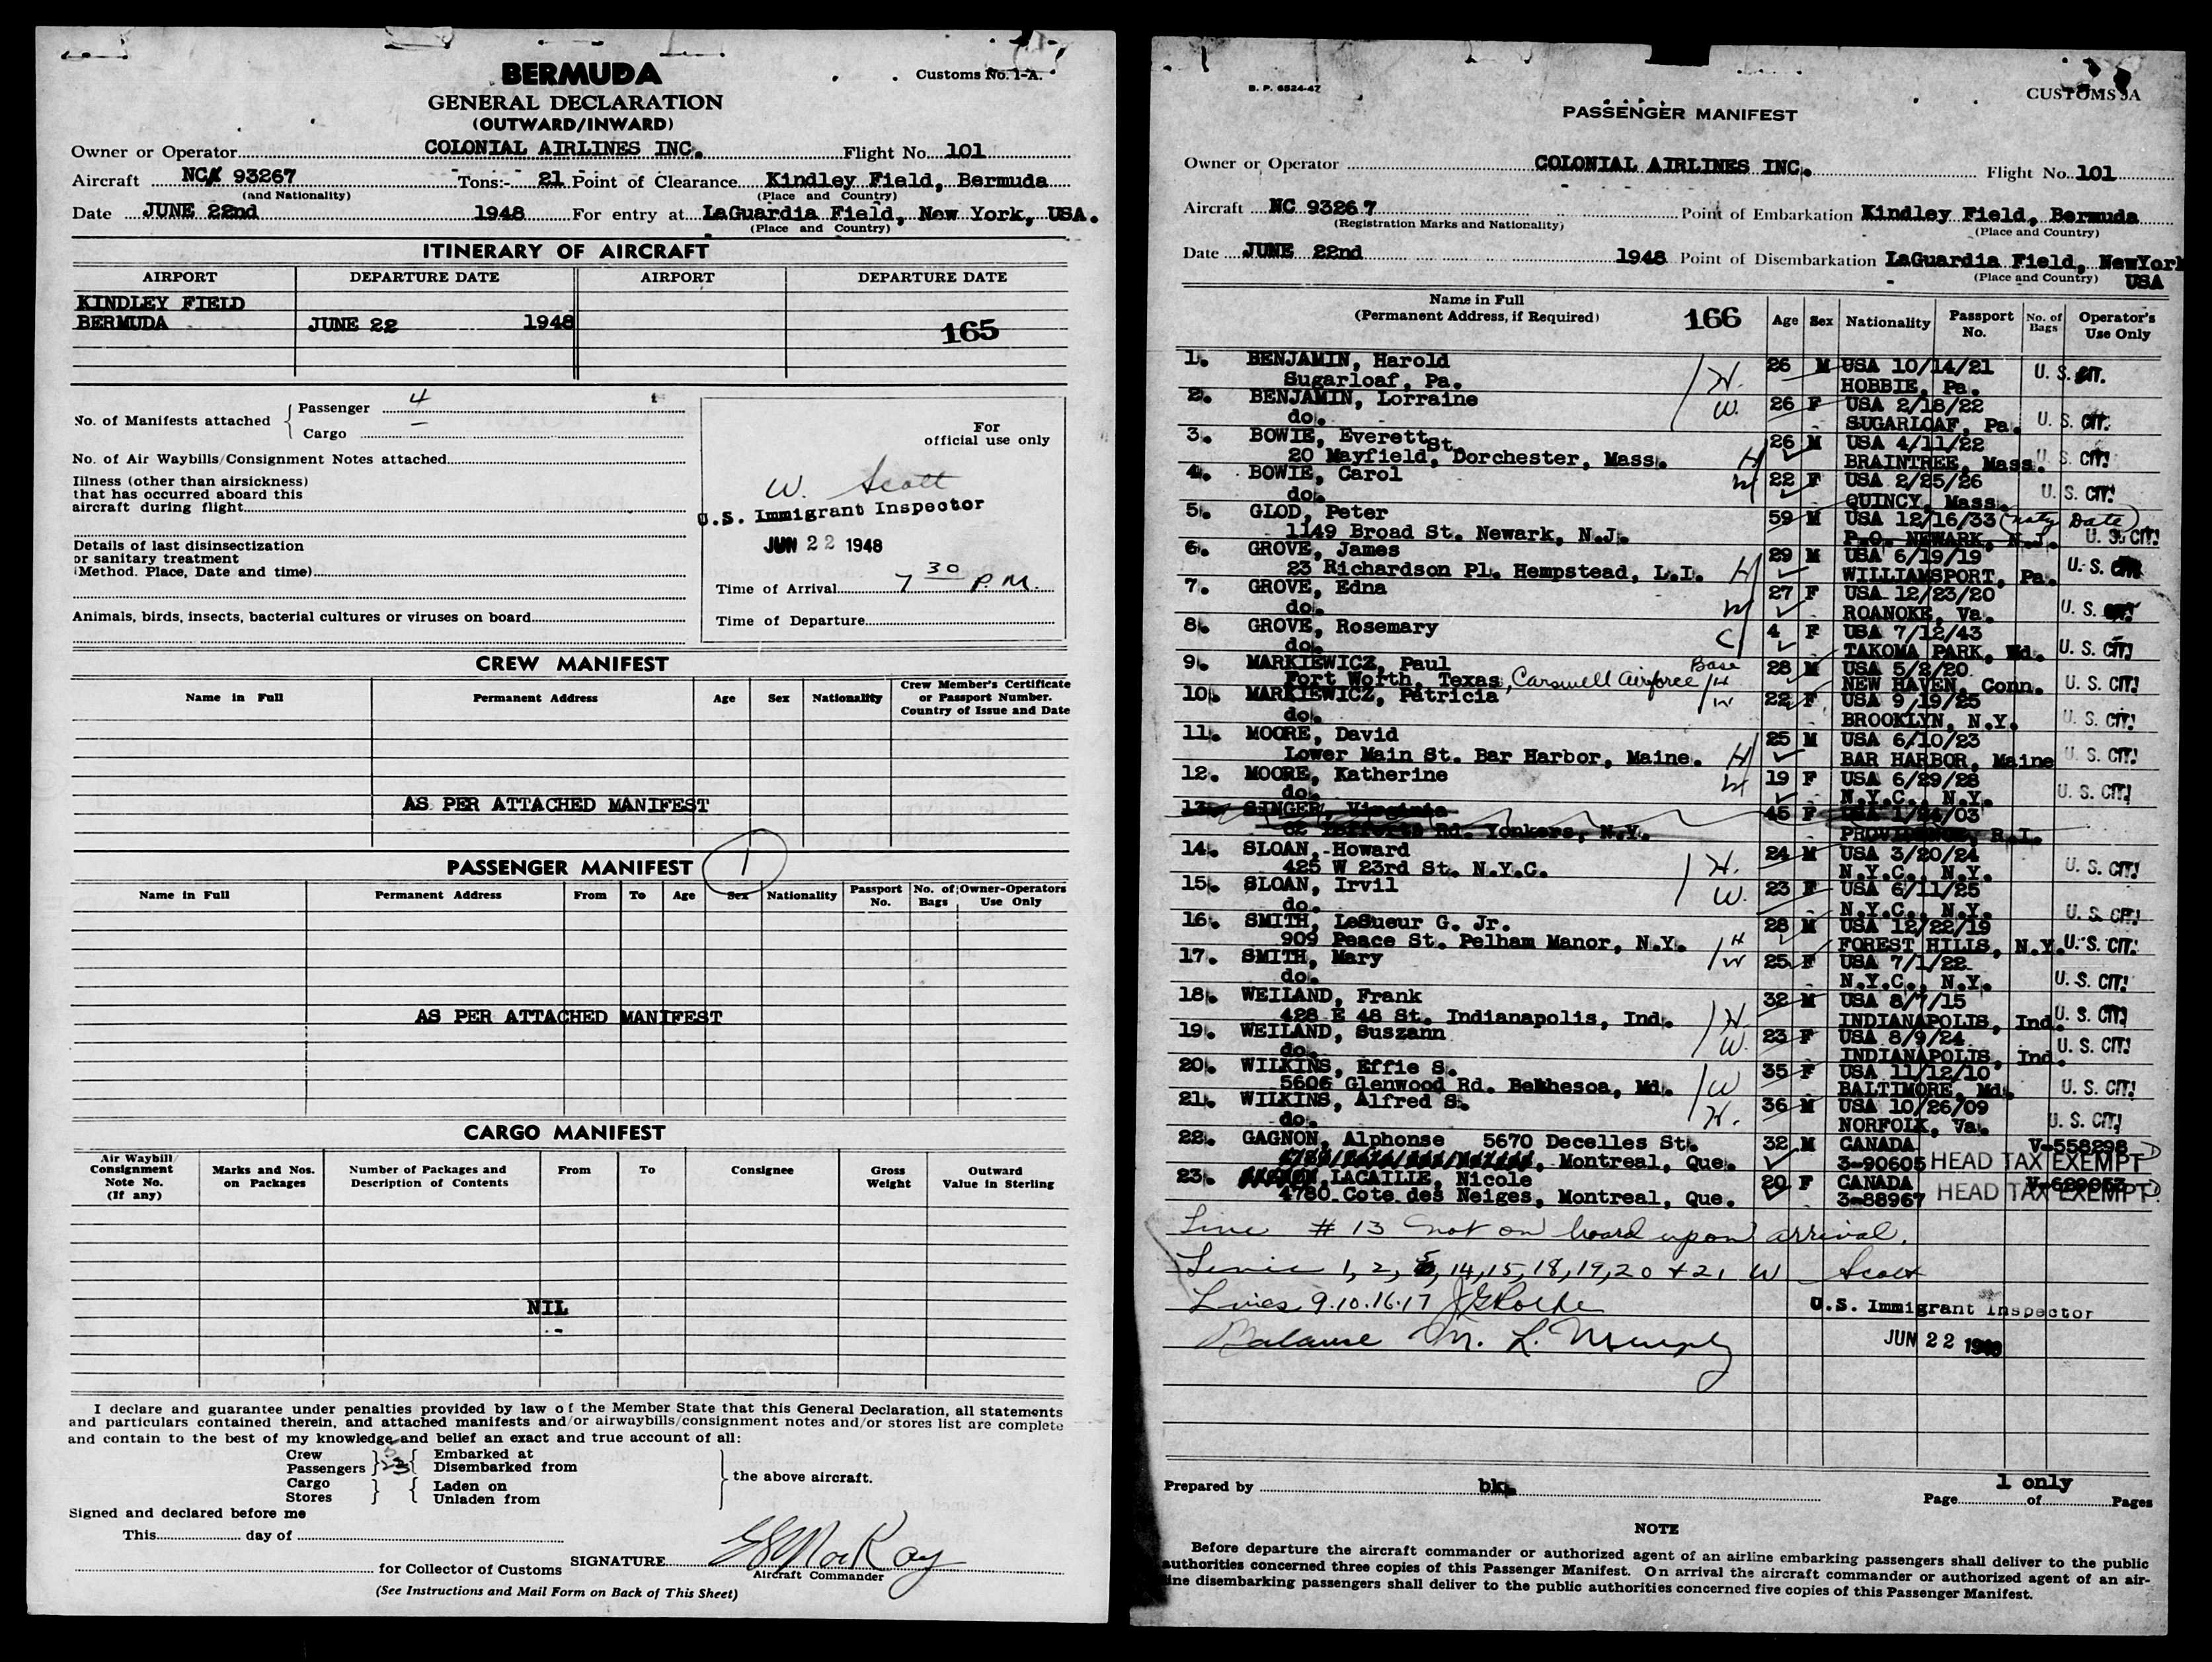 BERMUDA
Customs No. 1-A.
GENERAL DECLARATION
(OUTWARD/INWARD)
Owner or Operator COLONIAL AIRLINES INC. Flight No. 101
Aircraft NC 93267 Tons:- 21 Point of Clearance Kindley Field, Bermuda
(and Nationality) (Place and Country)
Date JUNE 22nd 1948 For entry at LaGuardia Field, New York, USA.
(Place and Country)
ITINERARY OF AIRCRAFT
AIRPORT DEPARTURE DATE AIRPORT DEPARTURE DATE
KINDLEY FIELD
BERMUDA JUNE 22 1948 165
No. of Manifests attached
Passenger 4
Cargo –
For
official use only
No. of Air Waybills/Consignment Notes attached
Illness (other than airsickness)
that has occurred aboard this
aircraft during flight
W. Scott
U.S. Immigrant Inspector
JUN 22 1948
Details of last disinsectization
or sanitary treatment
(Method. Place, Date and time)
Time of Arrival 7 30 P.M.
Animals, birds, insects, bacterial cultures or viruses on board
Time of Departure
CREW MANIFEST
Name in Full Permanent Address Age Sex Nationality Crew Member's Certificate
or Passport Number.
Country of Issue and Date
AS PER ATTACHED MANIFEST
PASSENGER MANIFEST 1
Name in Full Permanent Address From To Age Sex Nationality Passport No. No. of Bags Owner-Operators Use Only
AS PER ATTACHED MANIFEST
CARGO MANIFEST
Air Waybill/ Consignment Note No. (If any) Marks and Nos. on Packages Number of Packages and Description of Contents From To Consignee Gross Weight Outward Value in Sterling
NIL
I declare and guarantee under penalties provided by law of the Member State that this General Declaration, all statements
and particulars contained therein, and attached manifests and/or airwaybills/consignment notes and/or stores list are complete
and contain to the best of my knowledge and belief an exact and true account of all:
Crew Embarked at
Passengers 23 Disembarked from
the above aircraft.
Cargo Laden on
Stores Unladen from
Signed and declared before me
This day of
for Collector of Customs SIGNATURE
Aircraft Commander
(See Instructions and Mail Form on Back of This Sheet)
B. P. 6524-47
CUSTOMS 3A
PASSENGER MANIFEST
Owner or Operator COLONIAL AIRLINES INC. Flight No. 101
Aircraft NC 93267 Point of Embarkation Kindley Field, Bermuda
(Registration Marks and Nationality) (Place and Country)
Date JUNE 22nd 1948 Point of Disembarkation LaGuardia Field, NewYork
(Place and Country) USA
Name in Full
(Permanent Address, if Required) 166 Age Sex Nationality Passport No. No. of Bags Operator's Use Only
1. BENJAMIN, Harold H. 26 M USA 10/14/21 U. S. CIT.
Sugarloaf, Pa. HOBBIE, Pa.
2. BENJAMIN, Lorraine W. 26 F USA 2/18/22
do. SUGARLOAF, Pa. U. S. CIT.
3. BOWIE, Everett 26 M USA 4/11/22
20 Mayfield St. Dorchester, Mass. H BRAINTREE, Mass. U. S. CIT!
4. BOWIE, Carol W 22 F USA 2/25/26
do. QUINCY, Mass. U. S. CIT!
5. GLOD, Peter 59 M USA 12/16/33 (Naty Date)
1149 Broad St. Newark, N.J. P.O. NEWARK, N.J. U. S. CIT!
6. GROVE, James 29 M USA 6/19/19
23 Richardson Pl. Hempstead, L.I. H WILLIAMSPORT, Pa. U. S.
7. GROVE, Edna W 27 F USA 12/23/20
do. ROANOKE, Va. U. S.
8. GROVE, Rosemary C 4 F USA 7/12/43
do. TAKOMA PARK, Md. U. S. CIT!
9. MARKIEWICZ, Paul 28 M USA 5/2/20
Fort Worth, Texas, Carswell Airforce Base H NEW HAVEN, Conn. U. S. CIT!
10. MARKIEWICZ, Patricia W 22 F USA 9/19/25
do. BROOKLYN, N.Y. U. S. CIT!
11. MOORE, David 25 M USA 6/10/23
Lower Main St. Bar Harbor, Maine. H BAR HARBOR, Maine U. S. CIT!
12. MOORE, Katherine W 19 F USA 6/29/28
do. N.Y.C., N.Y. U. S. CIT!
13. SINGER, Virginia 45 F USA 1/24/03
Rd. Yonkers, N.Y. PROVIDENCE, R.I.
14. SLOAN, Howard H. 24 M USA 3/20/24
425 W 23rd St. N.Y.C. N.Y.C., N.Y. U. S. CIT!
15. SLOAN, Irvil W. 23 F USA 6/11/25
do. N.Y.C., N.Y. U. S. CIT!
16. SMITH, LeSueur G. Jr. 28 M USA 12/22/19
909 Peace St. Pelham Manor, N.Y. H FOREST HILLS, N.Y. U. S. CIT!
17. SMITH, Mary W 25 F USA 7/1/22
do. N.Y.C., N.Y. U. S. CIT!
18. WEILAND, Frank 32 M USA 8/7/15
428 E 48 St. Indianapolis, Ind. H. INDIANAPOLIS, Ind. U. S. CIT!
19. WEILAND, Suszann W. 23 F USA 8/9/24
do. INDIANAPOLIS, Ind. U. S. CIT!
20. WILKINS, Effie S. 35 F USA 11/12/10
5606 Glenwood Rd. Bethesoa, Md. W BALTIMORE, Md. U. S. CIT!
21. WILKINS, Alfred S. H. 36 M USA 10/26/09
do. NORFOLK, Va. U. S. CIT!
22. GAGNON, Alphonse 5670 Decelles St. 32 M CANADA V-558298
Montreal, Que. 3-90605 HEAD TAX EXEMPT
23. LACAILLE, Nicole 20 F CANADA V-629053
4780 Cote des Neiges, Montreal, Que. 3-88967 HEAD TAX EXEMPT
Line # 13 not on board upon arrival.
Lines 1, 2, 5, 14, 15, 18, 19, 20 + 21 W Scott
Lines 9.10.16.17
U.S. Immigrant Inspector
Balance M. L. Murphy
JUN 22 1948
Prepared by bk. 1 only
Page of Pages
NOTE
Before departure the aircraft commander or authorized agent of an airline embarking passengers shall deliver to the public
authorities concerned three copies of this Passenger Manifest. On arrival the aircraft commander or authorized agent of an air-
line disembarking passengers shall deliver to the public authorities concerned five copies of this Passenger Manifest.